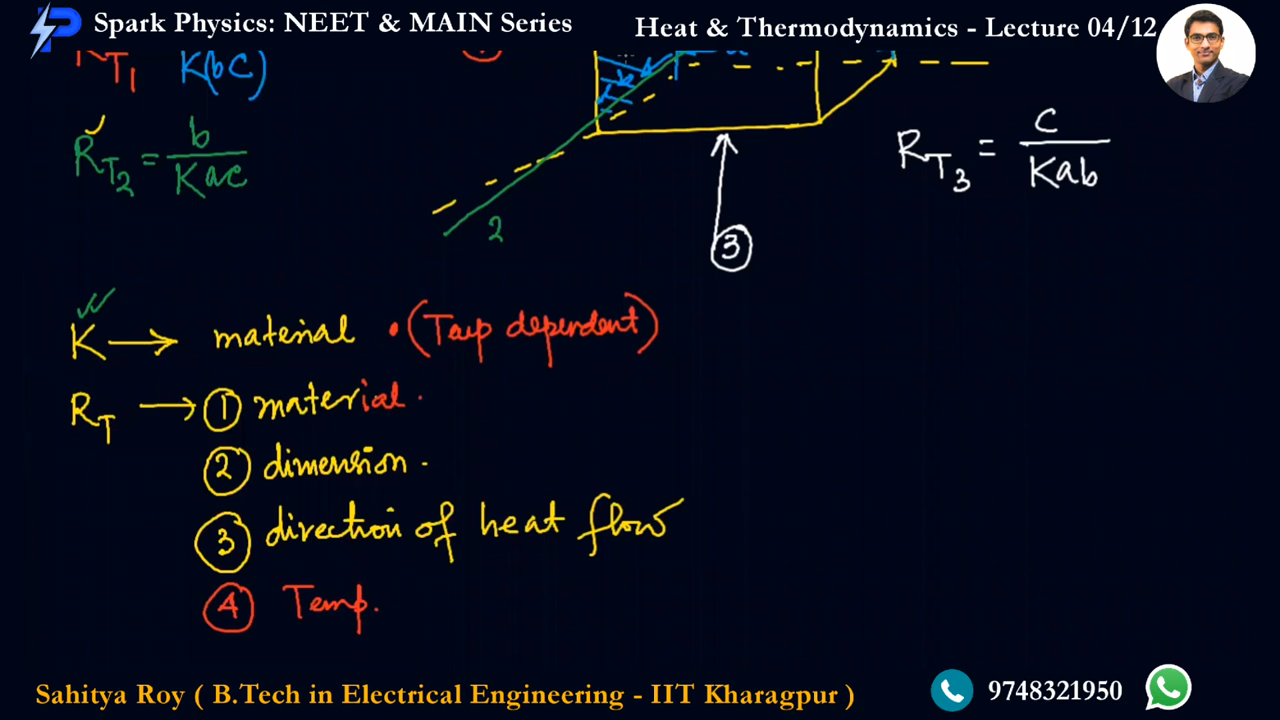 Spark Physics: NEET & MAIN Series
Heat & Thermodynamics - Lecture 04/12
R_T1 K(bC)
R_T2 = b / Kac
R_T3 = c / Kab
2
3
K → material • (Temp dependent)
R_T → ① material .
② dimension .
③ direction of heat flow
④ Temp.
Sahitya Roy ( B.Tech in Electrical Engineering - IIT Kharagpur )
9748321950